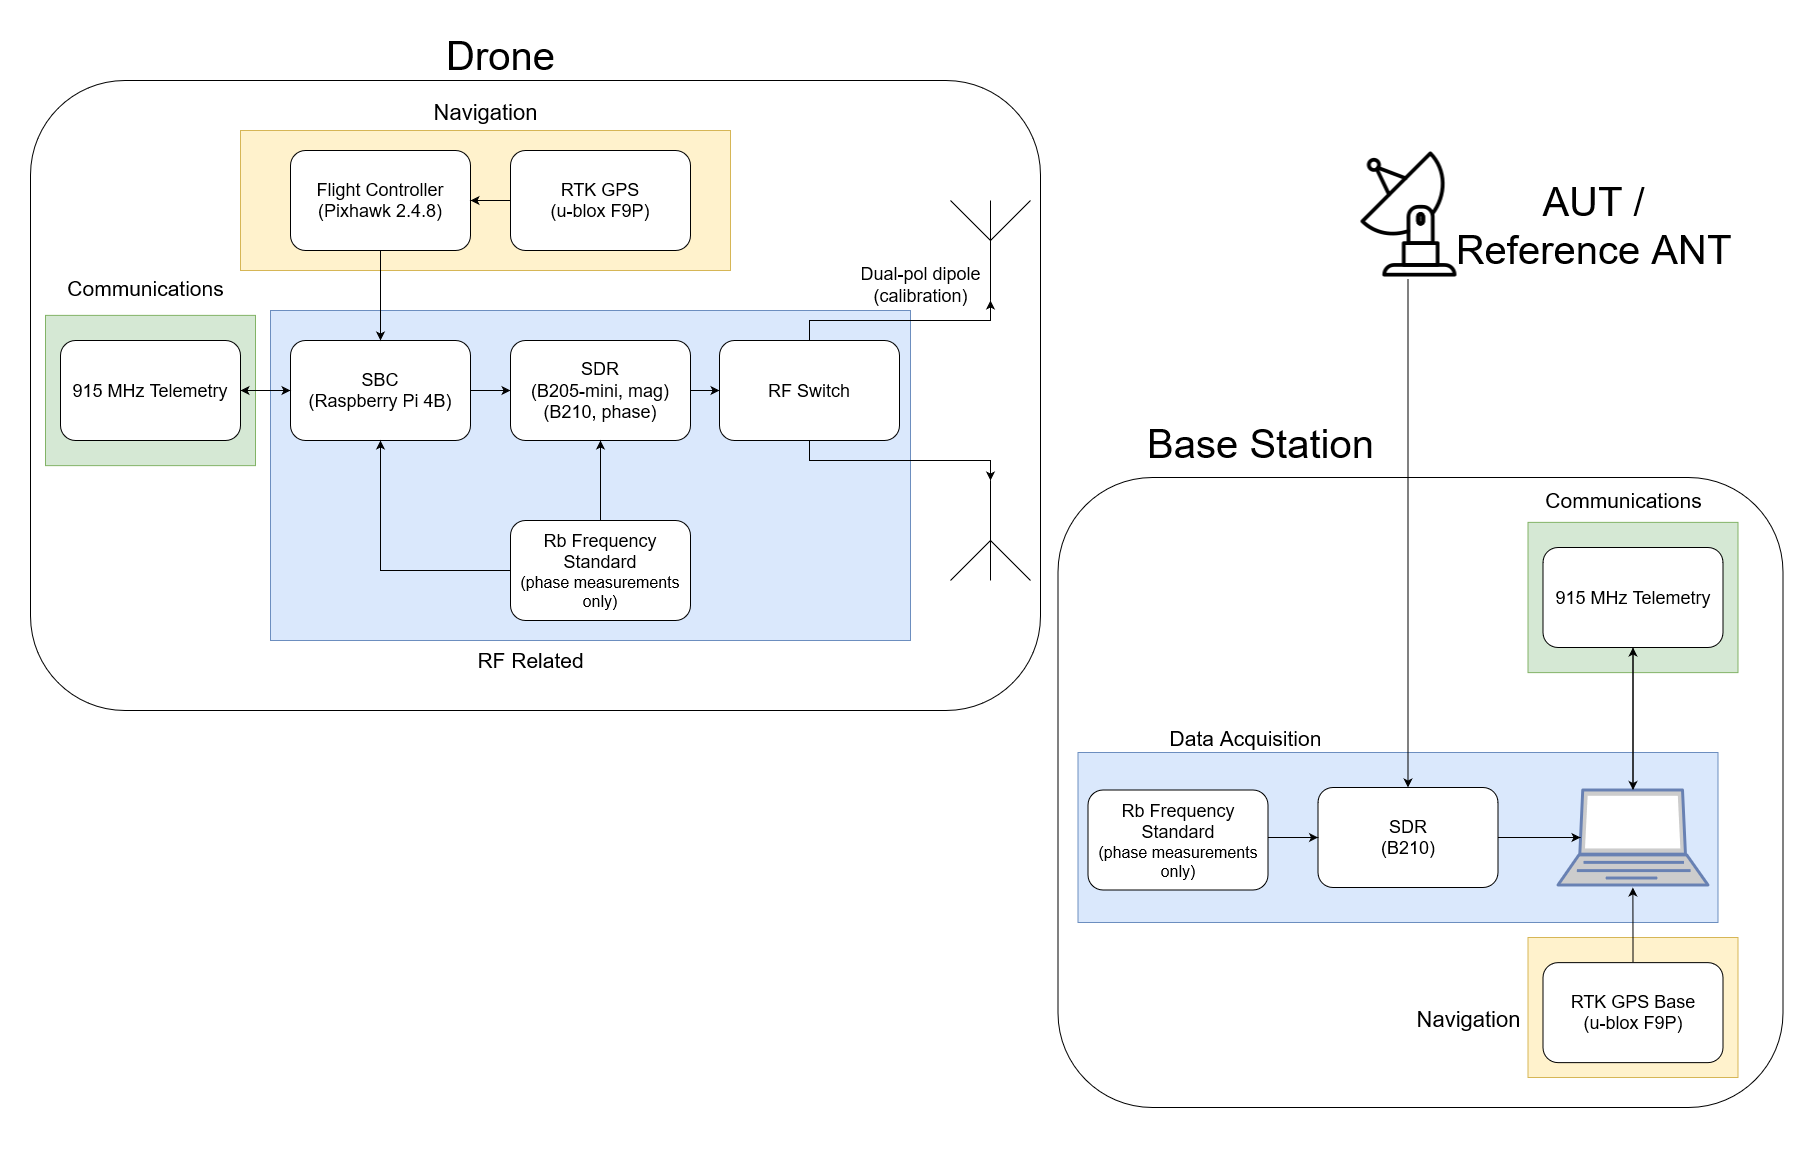 Drone
Navigation
Flight Controller
(Pixhawk 2.4.8)
RTK GPS
(u-blox F9P)
Communications
915 MHz Telemetry
SBC
(Raspberry Pi 4B)
SDR
(B205-mini, mag)
(B210, phase)
RF Switch
Dual-pol dipole
(calibration)
Rb Frequency
Standard
(phase measurements
only)
RF Related
AUT /
Reference ANT
Base Station
Communications
915 MHz Telemetry
Data Acquisition
Rb Frequency
Standard
(phase measurements
only)
SDR
(B210)
Navigation
RTK GPS Base
(u-blox F9P)